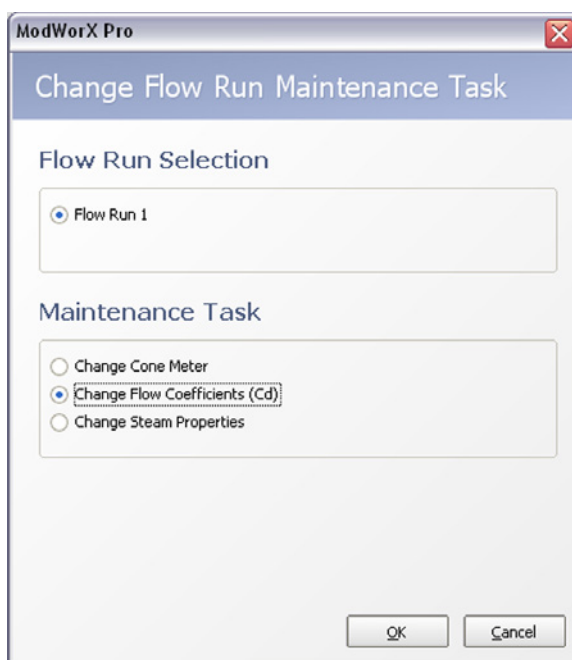 ModWorX Pro
Change Flow Run Maintenance Task
Flow Run Selection
Flow Run 1
Maintenance Task
Change Cone Meter
Change Flow Coefficients (Cd)
Change Steam Properties
OK Cancel